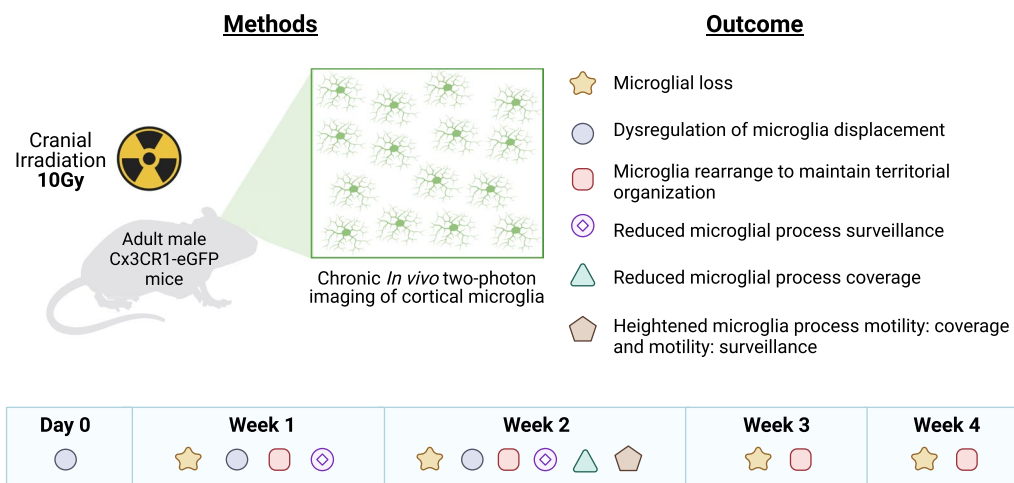 Methods
Outcome
Cranial
Irradiation
10Gy
Adult male
Cx3CR1-eGFP
mice
Chronic In vivo two-photon
imaging of cortical microglia
Microglial loss
Dysregulation of microglia displacement
Microglia rearrange to maintain territorial
organization
Reduced microglial process surveillance
Reduced microglial process coverage
Heightened microglia process motility: coverage
and motility: surveillance
Day 0
Week 1
Week 2
Week 3
Week 4